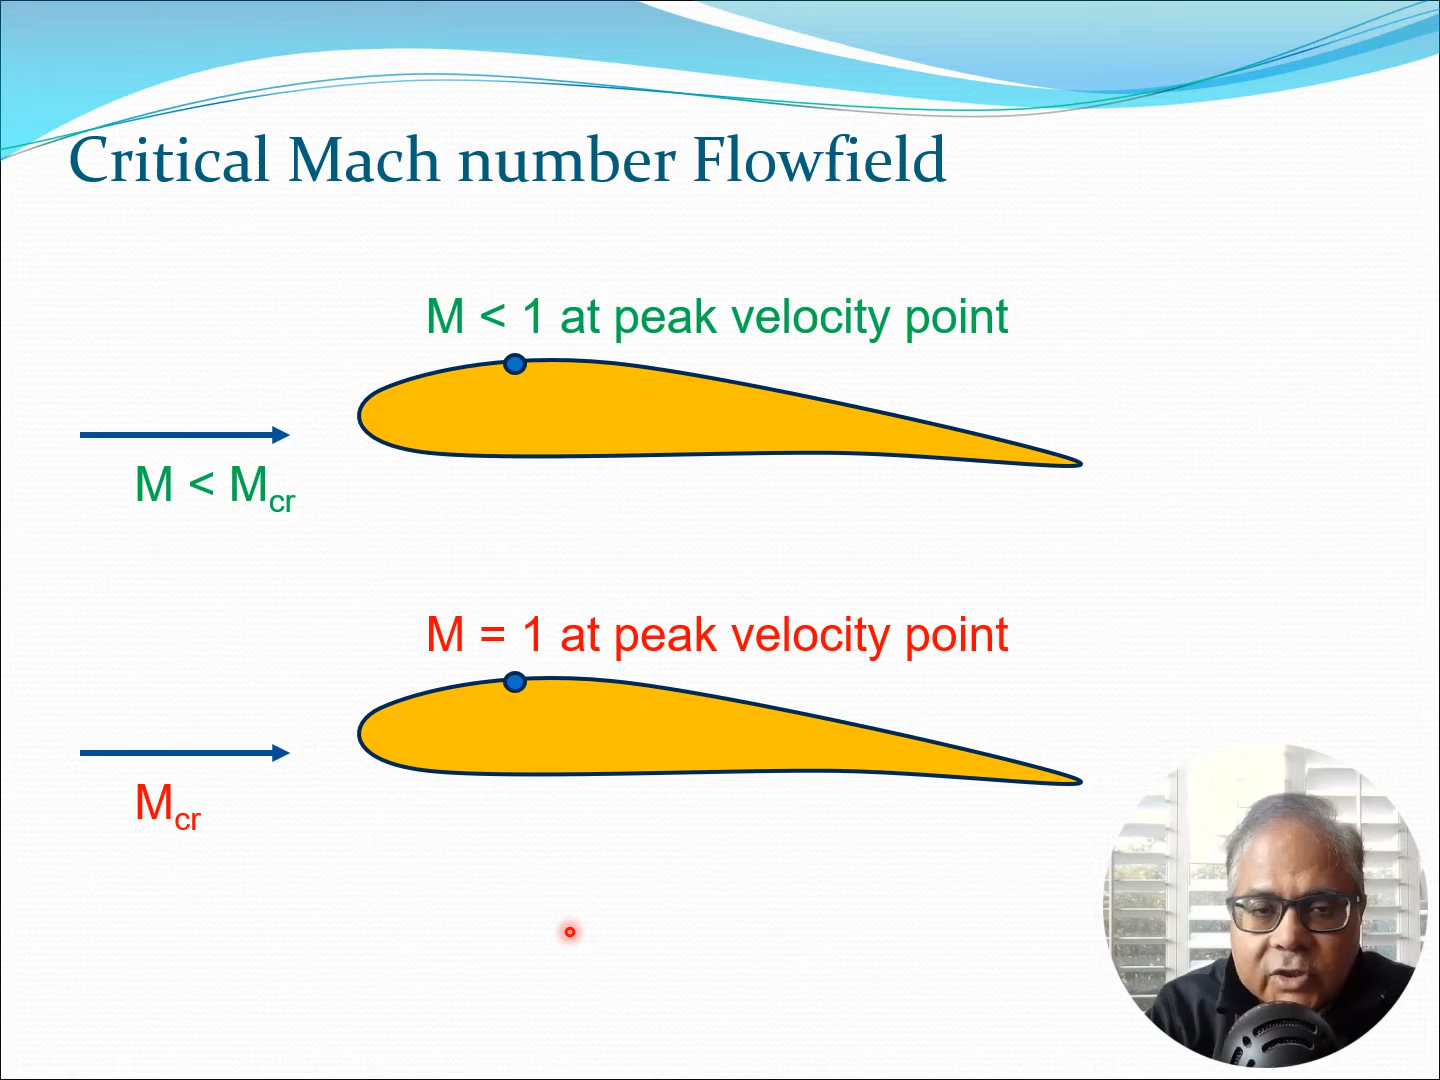 Critical Mach number Flowfield
M < 1 at peak velocity point
M < Mcr
M = 1 at peak velocity point
Mcr